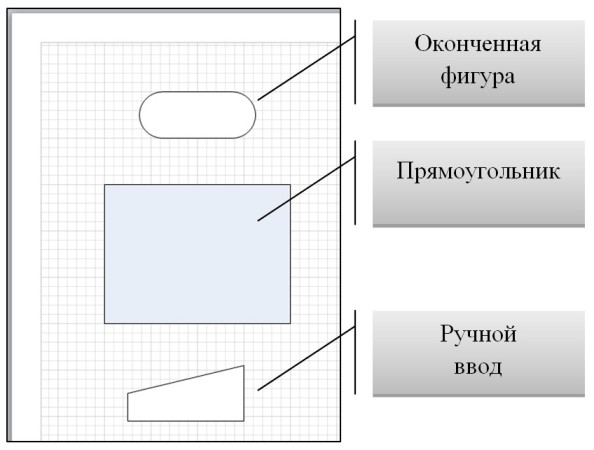 Оконченная
фигура
Прямоугольник
Ручной
ввод